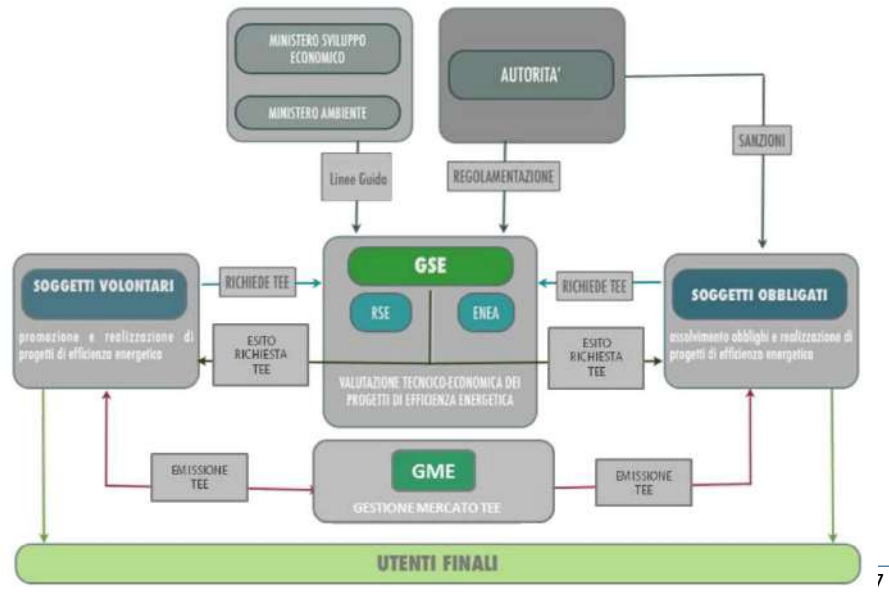 MINISTERO SVILUPPO
ECONOMICO
MINISTERO AMBIENTE
AUTORITA'
SANZIONI
Linee Guida
REGOLAMENTAZIONE
GSE
RSE
ENEA
VALUTAZIONE TECNCICO-ECONOMICA DEI
PROGETTI DI EFFICIENZA ENERGETICA
SOGGETTI VOLONTARI
promozione e realizzazione di
progetti di efficienza energetica
RICHIEDE TEE
RICHIEDE TEE
SOGGETTI OBBLIGATI
assolvimento obblighi e realizzazione di
progetti di efficienza energetica
ESITO
RICHIESTA
TEE
ESITO
RICHIESTA
TEE
GME
GESTIONE MERCATO TEE
EMISSIONE
TEE
EMISSIONE
TEE
UTENTI FINALI
7